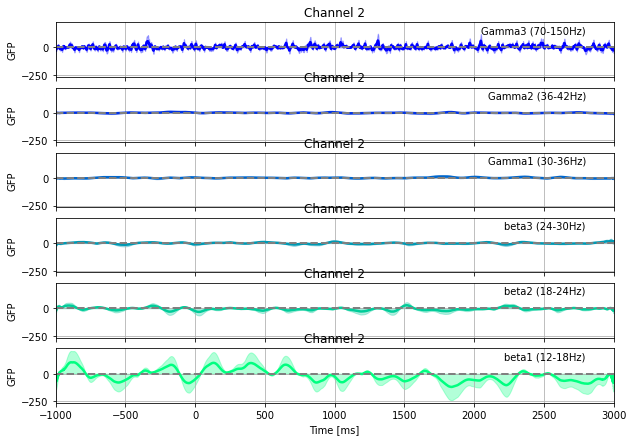 Channel 2
Gamma3 (70-150Hz)
GFP
0
−250
Channel 2
Gamma2 (36-42Hz)
GFP
0
−250
Channel 2
Gamma1 (30-36Hz)
GFP
0
−250
Channel 2
beta3 (24-30Hz)
GFP
0
−250
Channel 2
beta2 (18-24Hz)
GFP
0
−250
Channel 2
beta1 (12-18Hz)
GFP
0
−250
−1000 −500 0 500 1000 1500 2000 2500 3000
Time [ms]